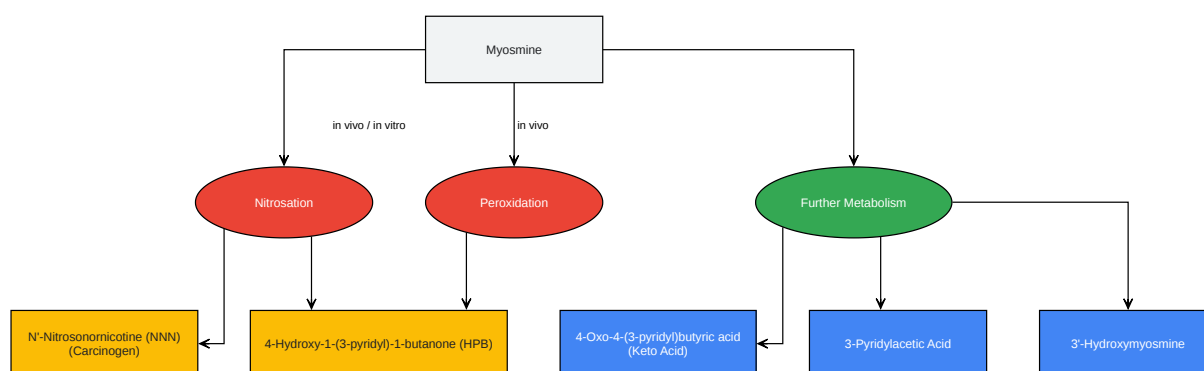 Myosmine
in vivo / in vitro
in vivo
Nitrosation
Peroxidation
Further Metabolism
N'-Nitrosonornicotine (NNN)
(Carcinogen)
4-Hydroxy-1-(3-pyridyl)-1-butanone (HPB)
4-Oxo-4-(3-pyridyl)butyric acid
(Keto Acid)
3-Pyridylacetic Acid
3'-Hydroxymyosmine